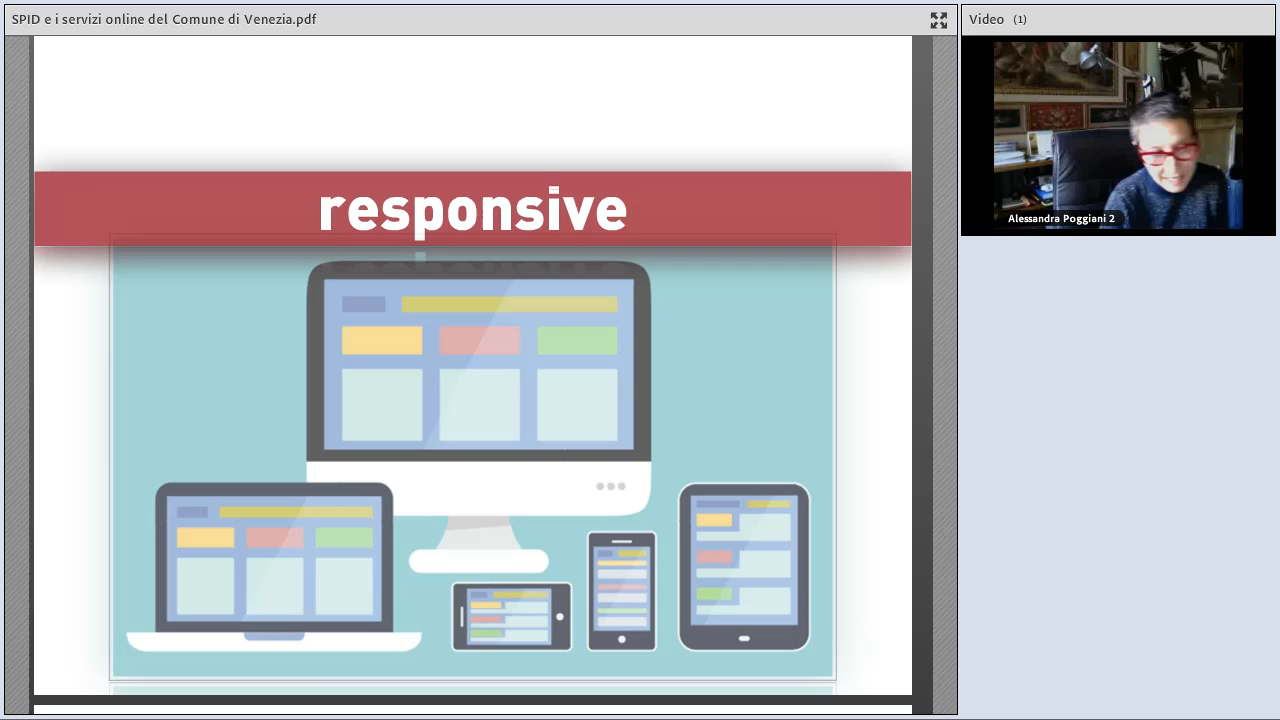 SPID e i servizi online del Comune di Venezia.pdf
Video (1)
responsive
Alessandra Poggiani 2